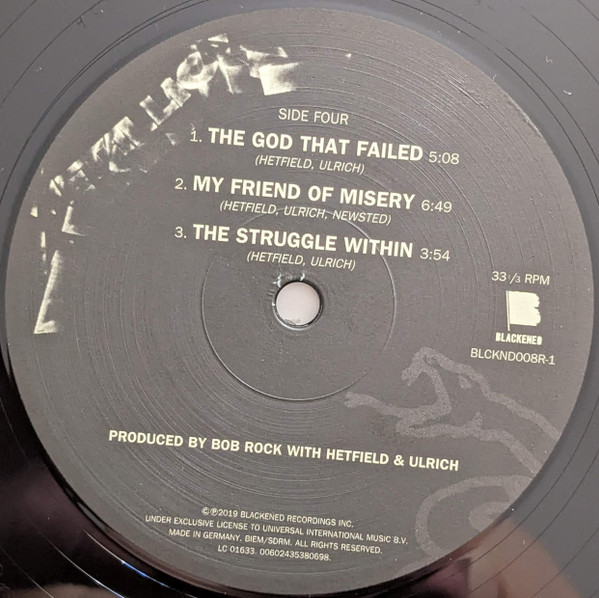 METALLICA
SIDE FOUR
1. THE GOD THAT FAILED 5:08
(HETFIELD, ULRICH)
2. MY FRIEND OF MISERY 6:49
(HETFIELD, ULRICH, NEWSTED)
3. THE STRUGGLE WITHIN 3:54
(HETFIELD, ULRICH)
33 1/3 RPM
B
BLACKENED
BLCKND008R-1
PRODUCED BY BOB ROCK WITH HETFIELD & ULRICH
©℗2019 BLACKENED RECORDINGS INC.
UNDER EXCLUSIVE LICENSE TO UNIVERSAL INTERNATIONAL MUSIC B.V.
MADE IN GERMANY. BIEM/SDRM. ALL RIGHTS RESERVED.
LC 01633. 00602435380698.